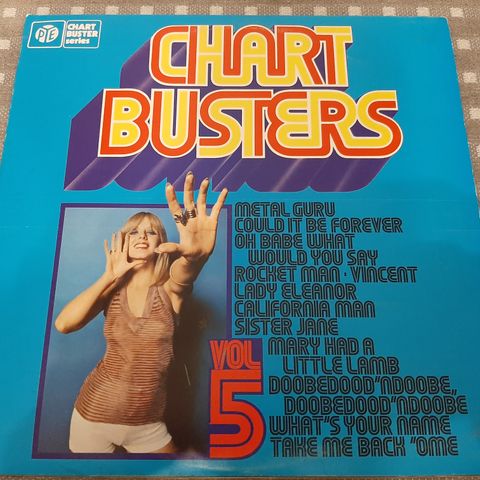 PYE
CHART
BUSTER
series
CHART
BUSTERS
METAL GURU
COULD IT BE FOREVER
OH BABE WHAT
WOULD YOU SAY
ROCKET MAN · VINCENT
LADY ELEANOR
CALIFORNIA MAN
SISTER JANE
VOL
5
MARY HAD A
LITTLE LAMB
DOOBEDOOD"NDOOBE,,
DOOBEDOOD"NDOOBE
WHAT"S YOUR NAME
TAKE ME BACK "OME